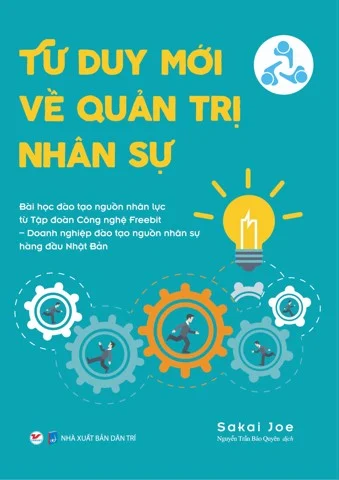 TƯ DUY MỚI
VỀ QUẢN TRỊ
NHÂN SỰ
Bài học đào tạo nguồn nhân lực
từ Tập đoàn Công nghệ Freebit
– Doanh nghiệp đào tạo nguồn nhân sự
hàng đầu Nhật Bản
Sakai Joe
Nguyễn Trần Bảo Quyên dịch
NHÀ XUẤT BẢN DÂN TRÍ